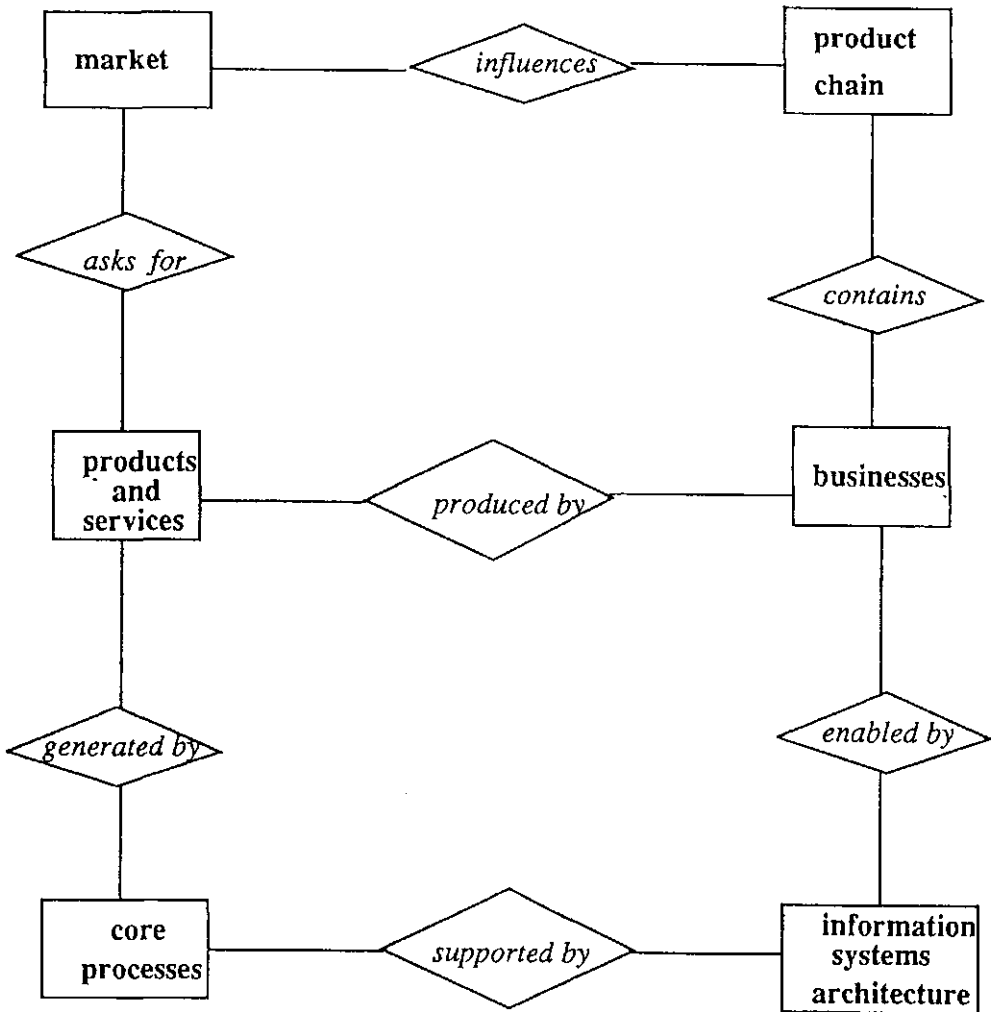 market
influences
product
chain
asks for
contains
products
and
services
produced by
businesses
generated by
enabled by
core
processes
supported by
information
systems
architecture